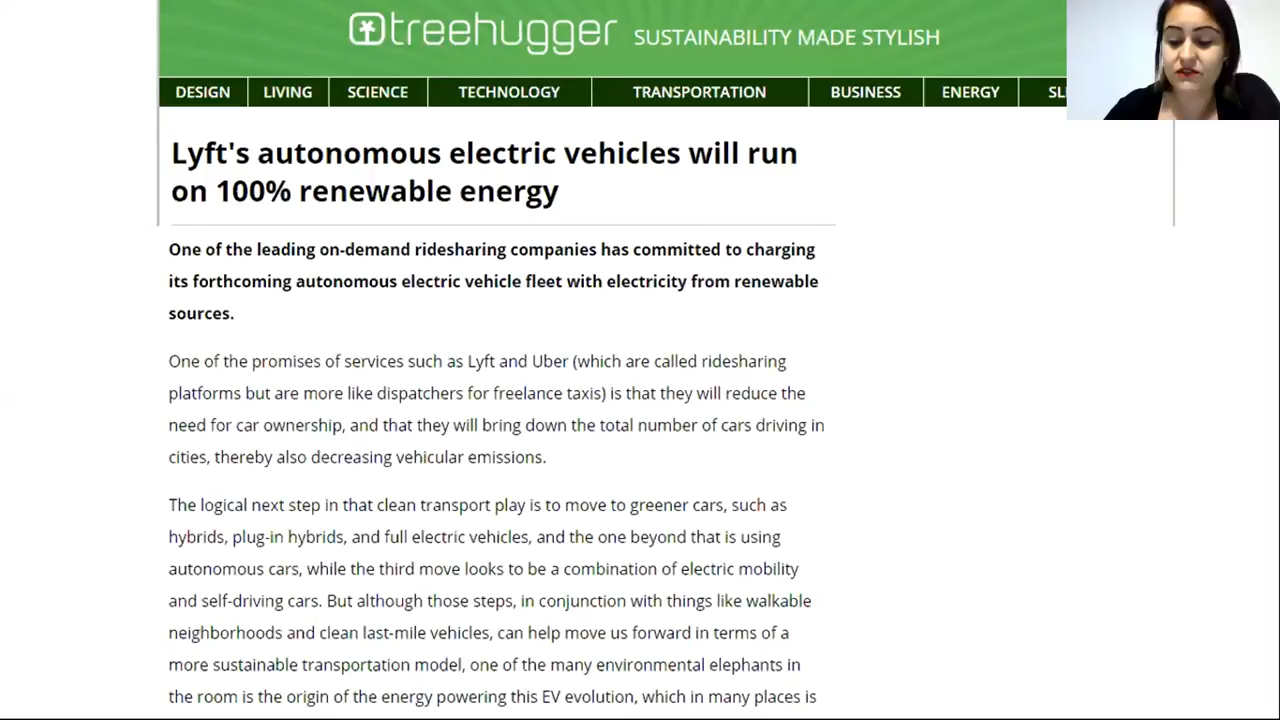 treehugger SUSTAINABILITY MADE STYLISH
DESIGN LIVING SCIENCE TECHNOLOGY TRANSPORTATION BUSINESS ENERGY
Lyft's autonomous electric vehicles will run
on 100% renewable energy
One of the leading on-demand ridesharing companies has committed to charging
its forthcoming autonomous electric vehicle fleet with electricity from renewable
sources.
One of the promises of services such as Lyft and Uber (which are called ridesharing
platforms but are more like dispatchers for freelance taxis) is that they will reduce the
need for car ownership, and that they will bring down the total number of cars driving in
cities, thereby also decreasing vehicular emissions.
The logical next step in that clean transport play is to move to greener cars, such as
hybrids, plug-in hybrids, and full electric vehicles, and the one beyond that is using
autonomous cars, while the third move looks to be a combination of electric mobility
and self-driving cars. But although those steps, in conjunction with things like walkable
neighborhoods and clean last-mile vehicles, can help move us forward in terms of a
more sustainable transportation model, one of the many environmental elephants in
the room is the origin of the energy powering this EV evolution, which in many places is